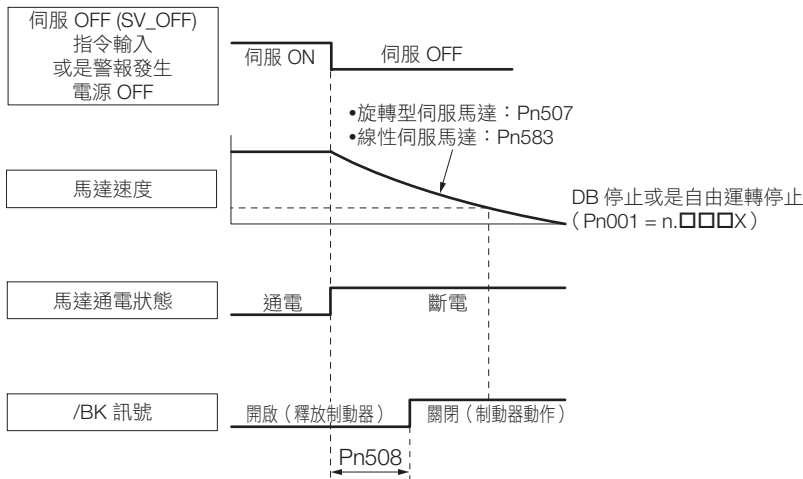 伺服 OFF (SV_OFF)
指令輸入
或是警報發生
電源 OFF
伺服 ON
伺服 OFF
•旋轉型伺服馬達：Pn507
•線性伺服馬達：Pn583
馬達速度
DB 停止或是自由運轉停止
（Pn001 = n.□□□X）
馬達通電狀態
通電
斷電
/BK 訊號
開啟（釋放制動器）
關閉（制動器動作）
Pn508